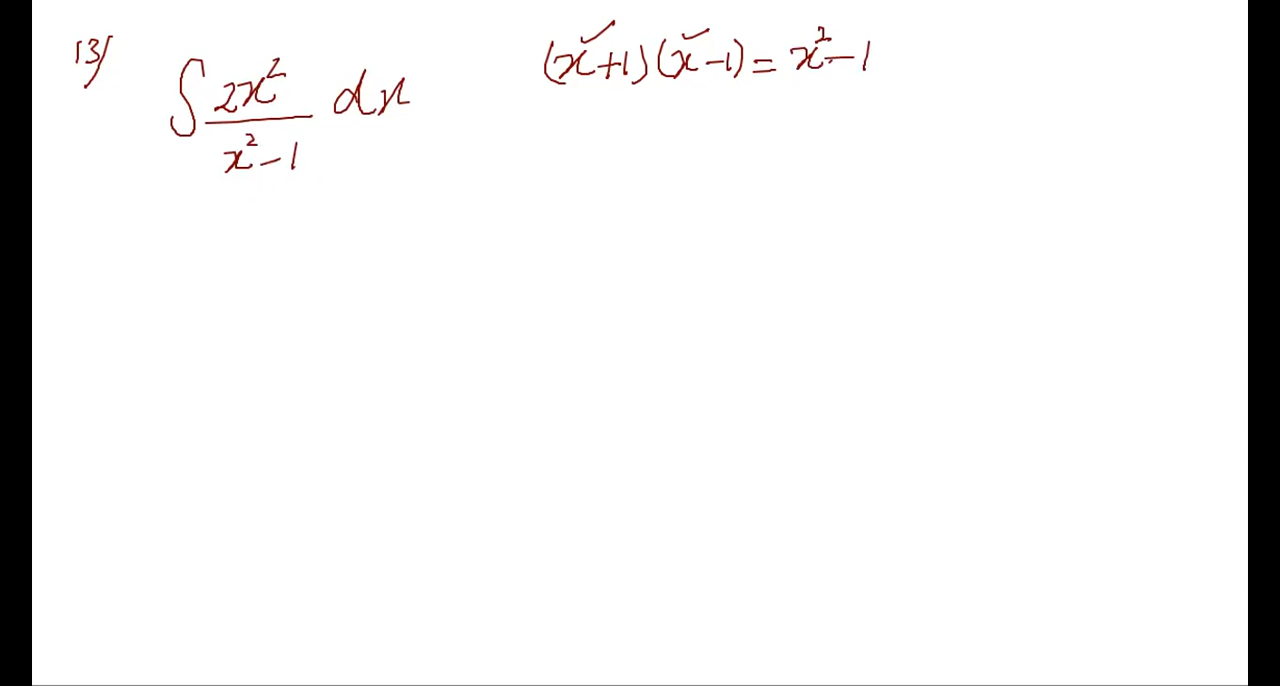 13/ ∫ 2x²/(x²-1) dx
(x+1)(x-1) = x²-1